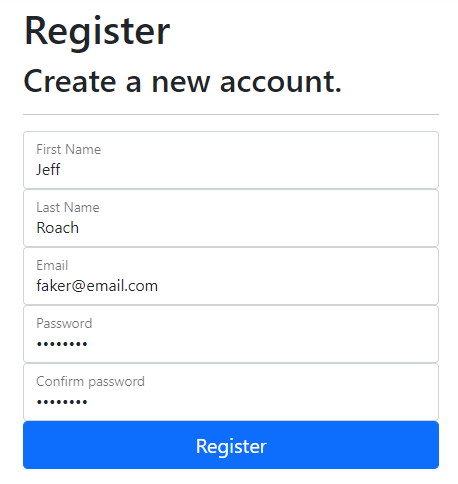 Register
Create a new account.
First Name
Jeff
Last Name
Roach
Email
faker@email.com
Password
••••••••
Confirm password
••••••••
Register